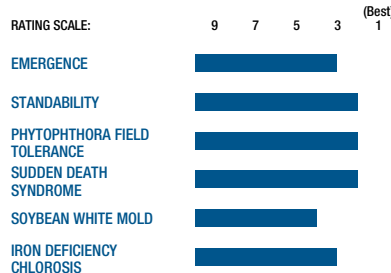 (Best)
RATING SCALE: 9 7 5 3 1
EMERGENCE
STANDABILITY
PHYTOPHTHORA FIELD
TOLERANCE
SUDDEN DEATH
SYNDROME
SOYBEAN WHITE MOLD
IRON DEFICIENCY
CHLOROSIS